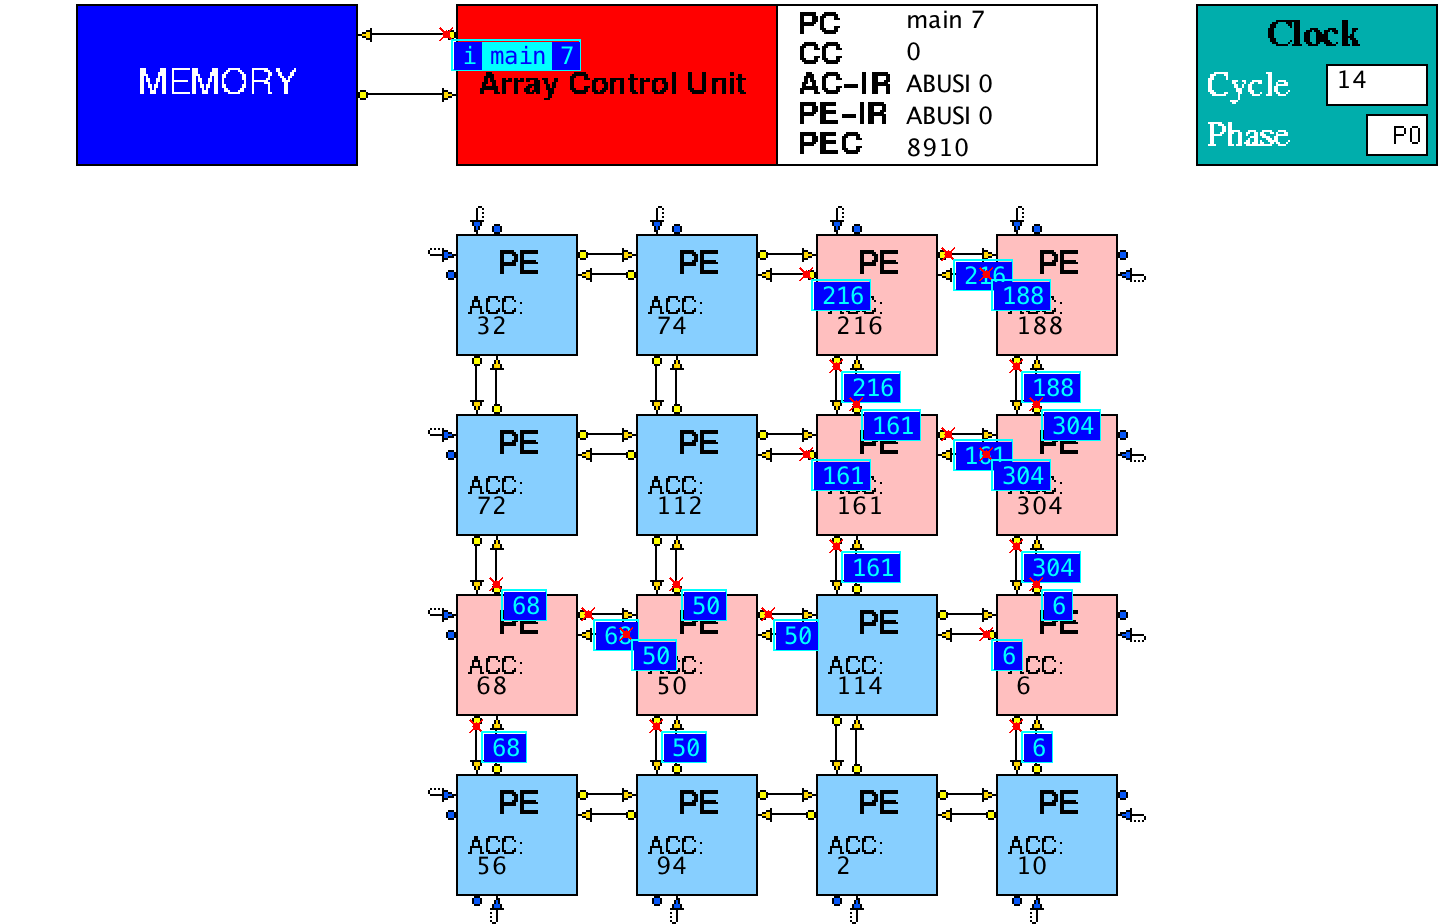 MEMORY
i main 7
Array Control Unit
PC main 7
CC 0
AC-IR ABUSI 0
PE-IR ABUSI 0
PEC 8910
Clock
Cycle 14
Phase P0
PE PE PE PE
216 216 188
ACC: ACC: ACC: ACC:
32 74 216 188
216 188
161 304
PE PE PE PE
161 161 304
ACC: ACC: ACC: ACC:
72 112 161 304
161 304
68 50 6
PE PE PE PE
68 50 50 6
ACC: ACC: ACC: ACC:
68 50 114 6
68 50 6
PE PE PE PE
ACC: ACC: ACC: ACC:
56 94 2 10